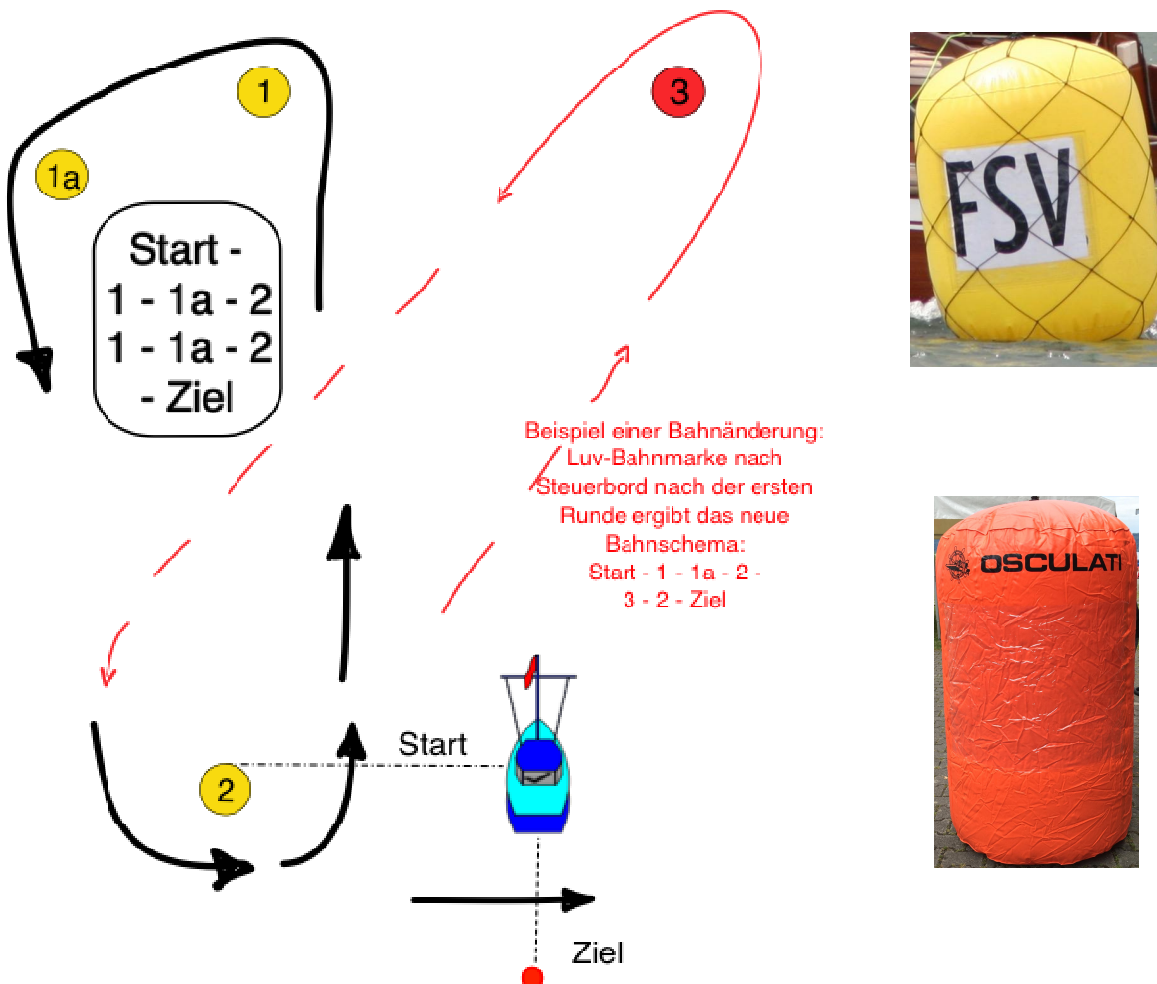 1
3
1a
Start -
1 - 1a - 2
1 - 1a - 2
- Ziel
FSV
Beispiel einer Bahnänderung:
Luv-Bahnmarke nach
Steuerbord nach der ersten
Runde ergibt das neue
Bahnschema:
Start - 1 - 1a - 2 -
3 - 2 - Ziel
OSCULATI
Start
2
Ziel